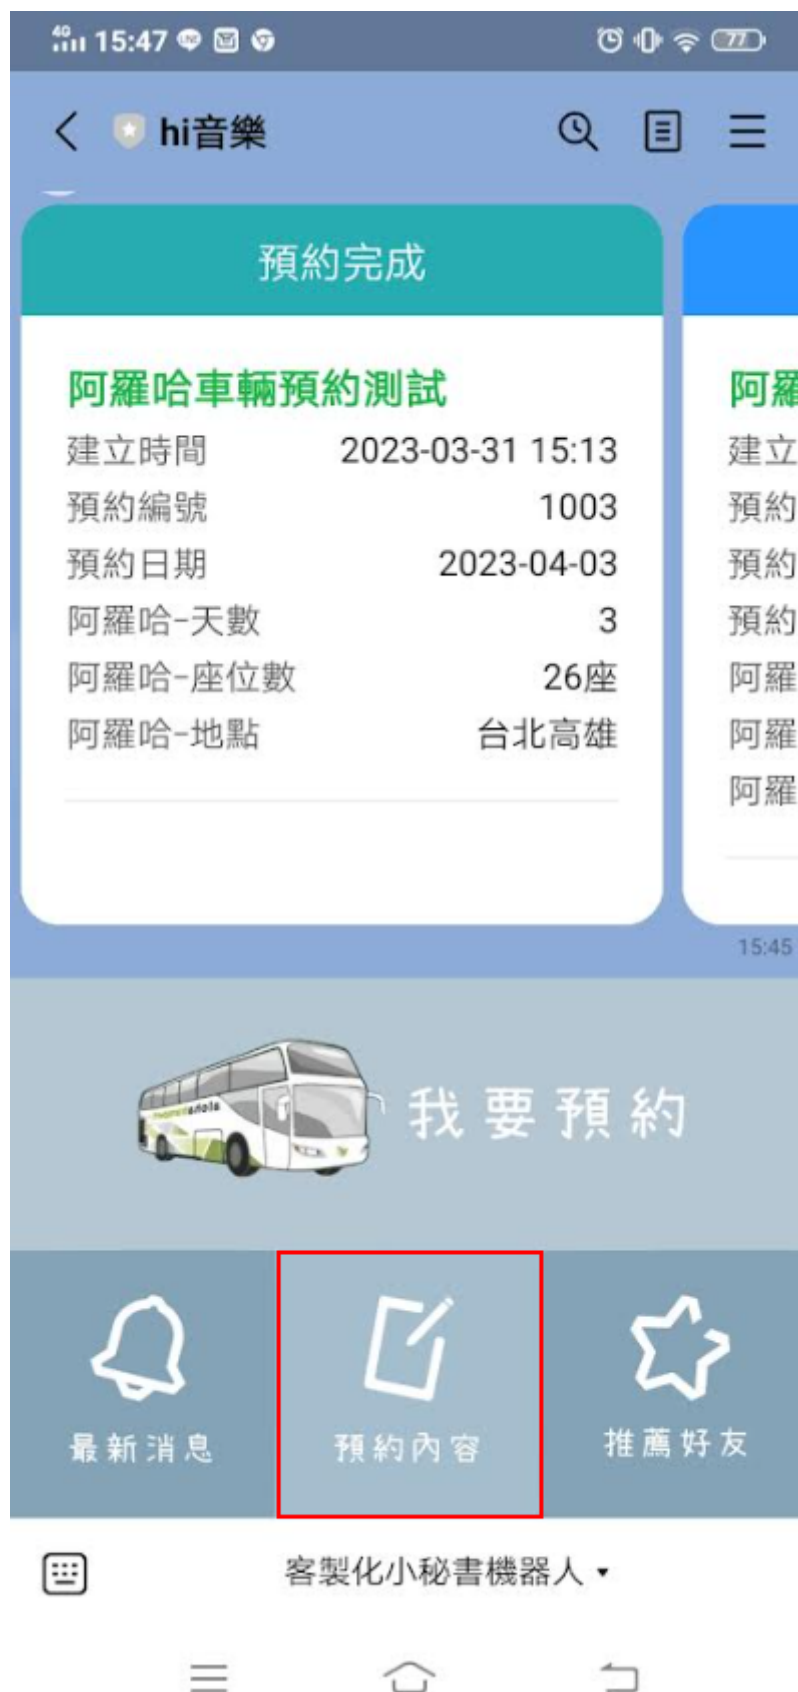 4G 15:47 77
hi音樂
預約完成
阿羅哈車輛預約測試
建立時間 2023-03-31 15:13
預約編號 1003
預約日期 2023-04-03
阿羅哈-天數 3
阿羅哈-座位數 26座
阿羅哈-地點 台北高雄
阿羅
建立
預約
預約
預約
阿羅
阿羅
阿羅
15:45
我要預約
最新消息
預約內容
推薦好友
客製化小秘書機器人